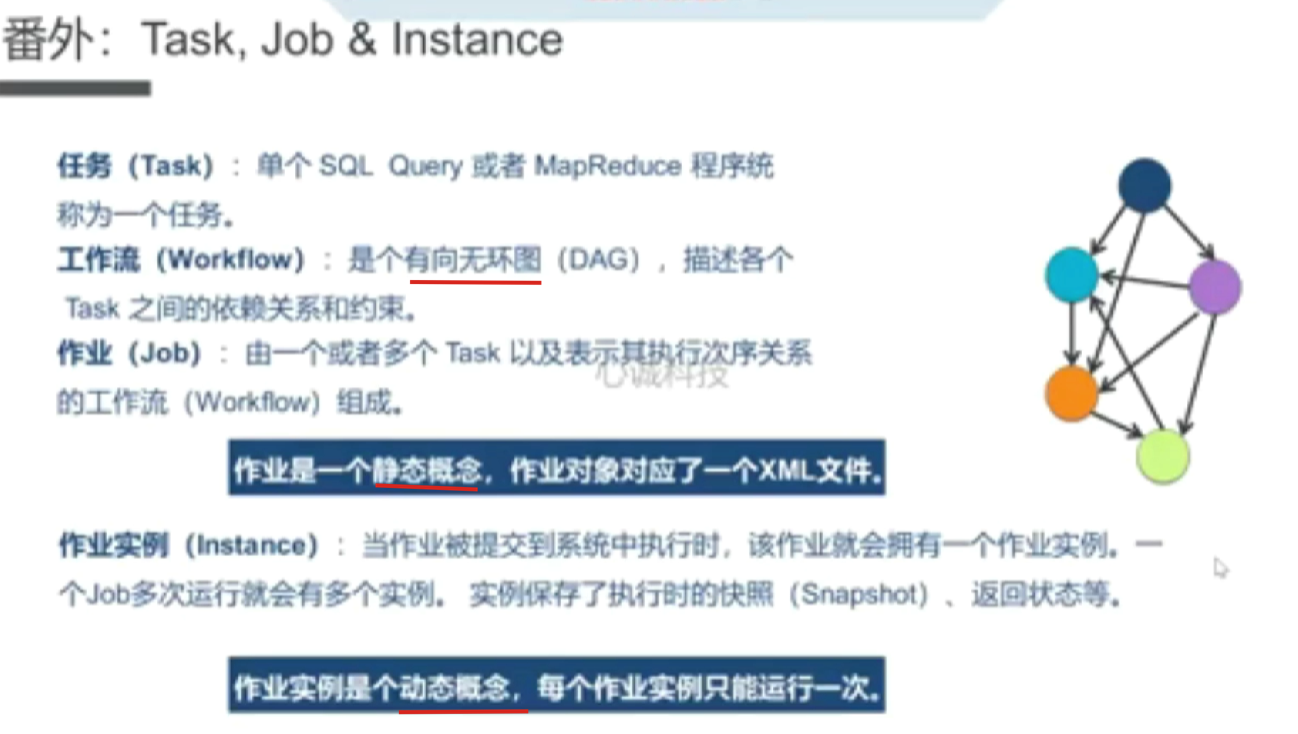 番外：Task, Job & Instance
任务（Task）：单个 SQL Query 或者 MapReduce 程序统
称为一个任务。
工作流（Workflow）：是个有向无环图（DAG），描述各个
Task 之间的依赖关系和约束。
作业（Job）：由一个或者多个 Task 以及表示其执行次序关系
的工作流（Workflow）组成。
心诚科技
作业是一个静态概念，作业对象对应了一个XML文件。
作业实例（Instance）：当作业被提交到系统中执行时，该作业就会拥有一个作业实例。一
个Job多次运行就会有多个实例。 实例保存了执行时的快照（Snapshot）、返回状态等。
作业实例是个动态概念，每个作业实例只能运行一次。